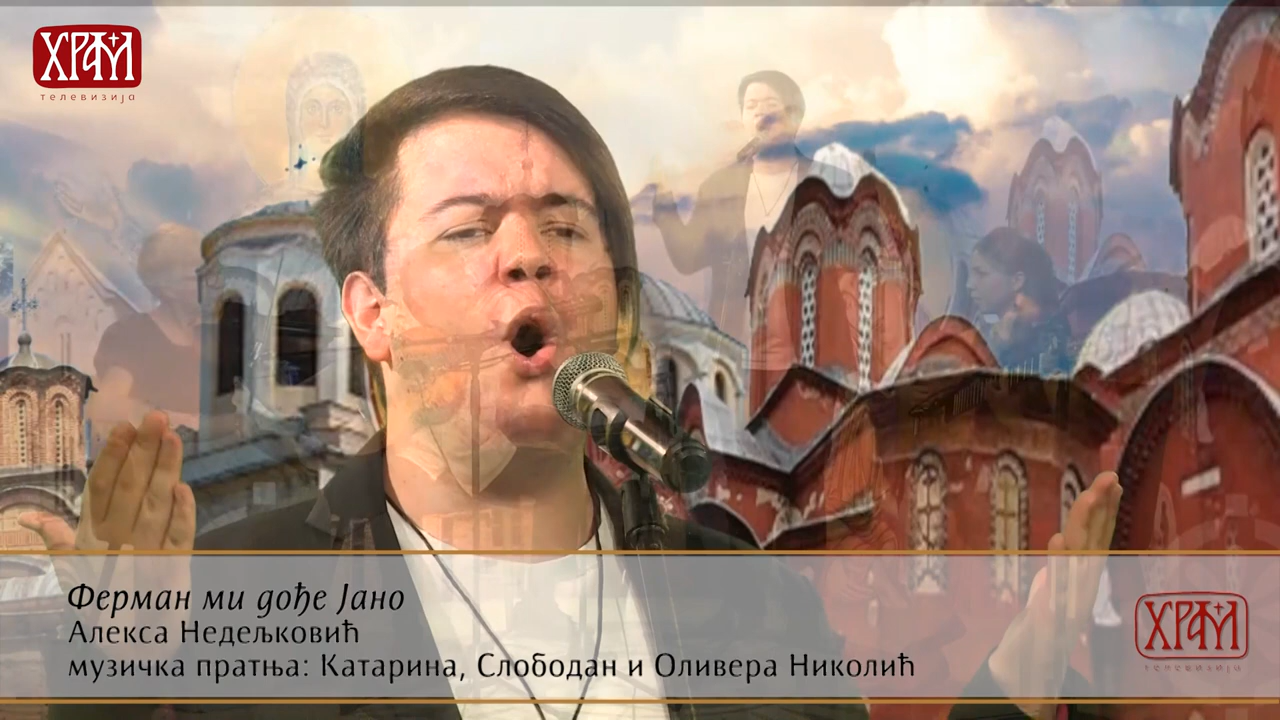 ХРАМ
телевизија
Ферман ми дође Јано
Алекса Недељковић
музичка пратња: Катарина, Слободан и Оливера Николић
ХРАМ
телевизија